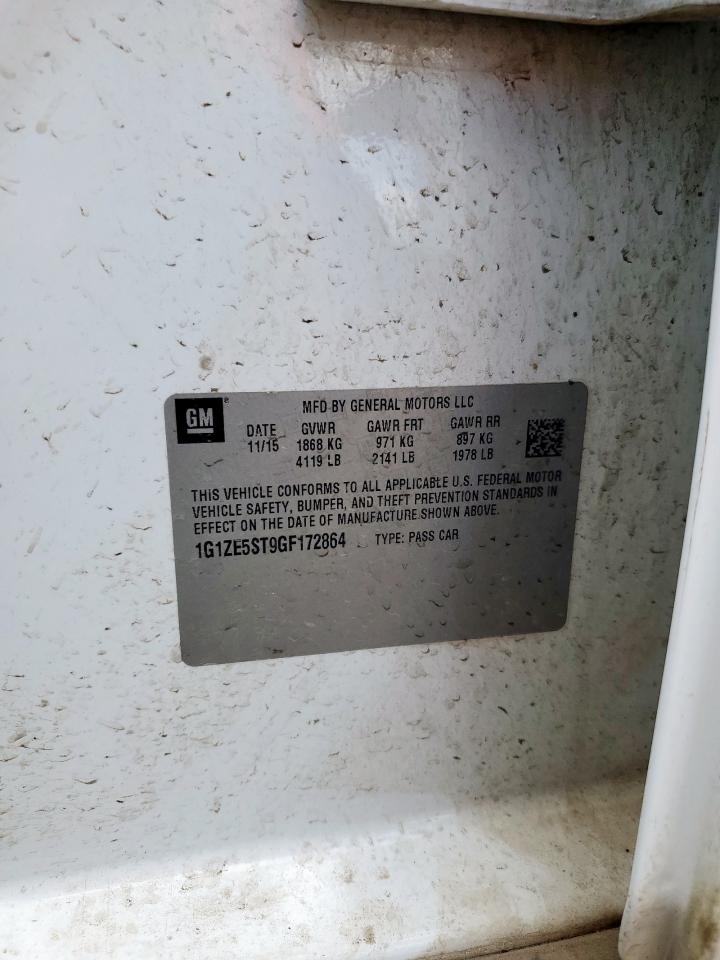 GM®
MFD BY GENERAL MOTORS LLC
DATE GVWR GAWR FRT GAWR RR
11/15 1868 KG 971 KG 897 KG
4119 LB 2141 LB 1978 LB
THIS VEHICLE CONFORMS TO ALL APPLICABLE U.S. FEDERAL MOTOR
VEHICLE SAFETY, BUMPER, AND THEFT PREVENTION STANDARDS IN
EFFECT ON THE DATE OF MANUFACTURE SHOWN ABOVE.
1G1ZE5ST9GF172864 TYPE: PASS CAR